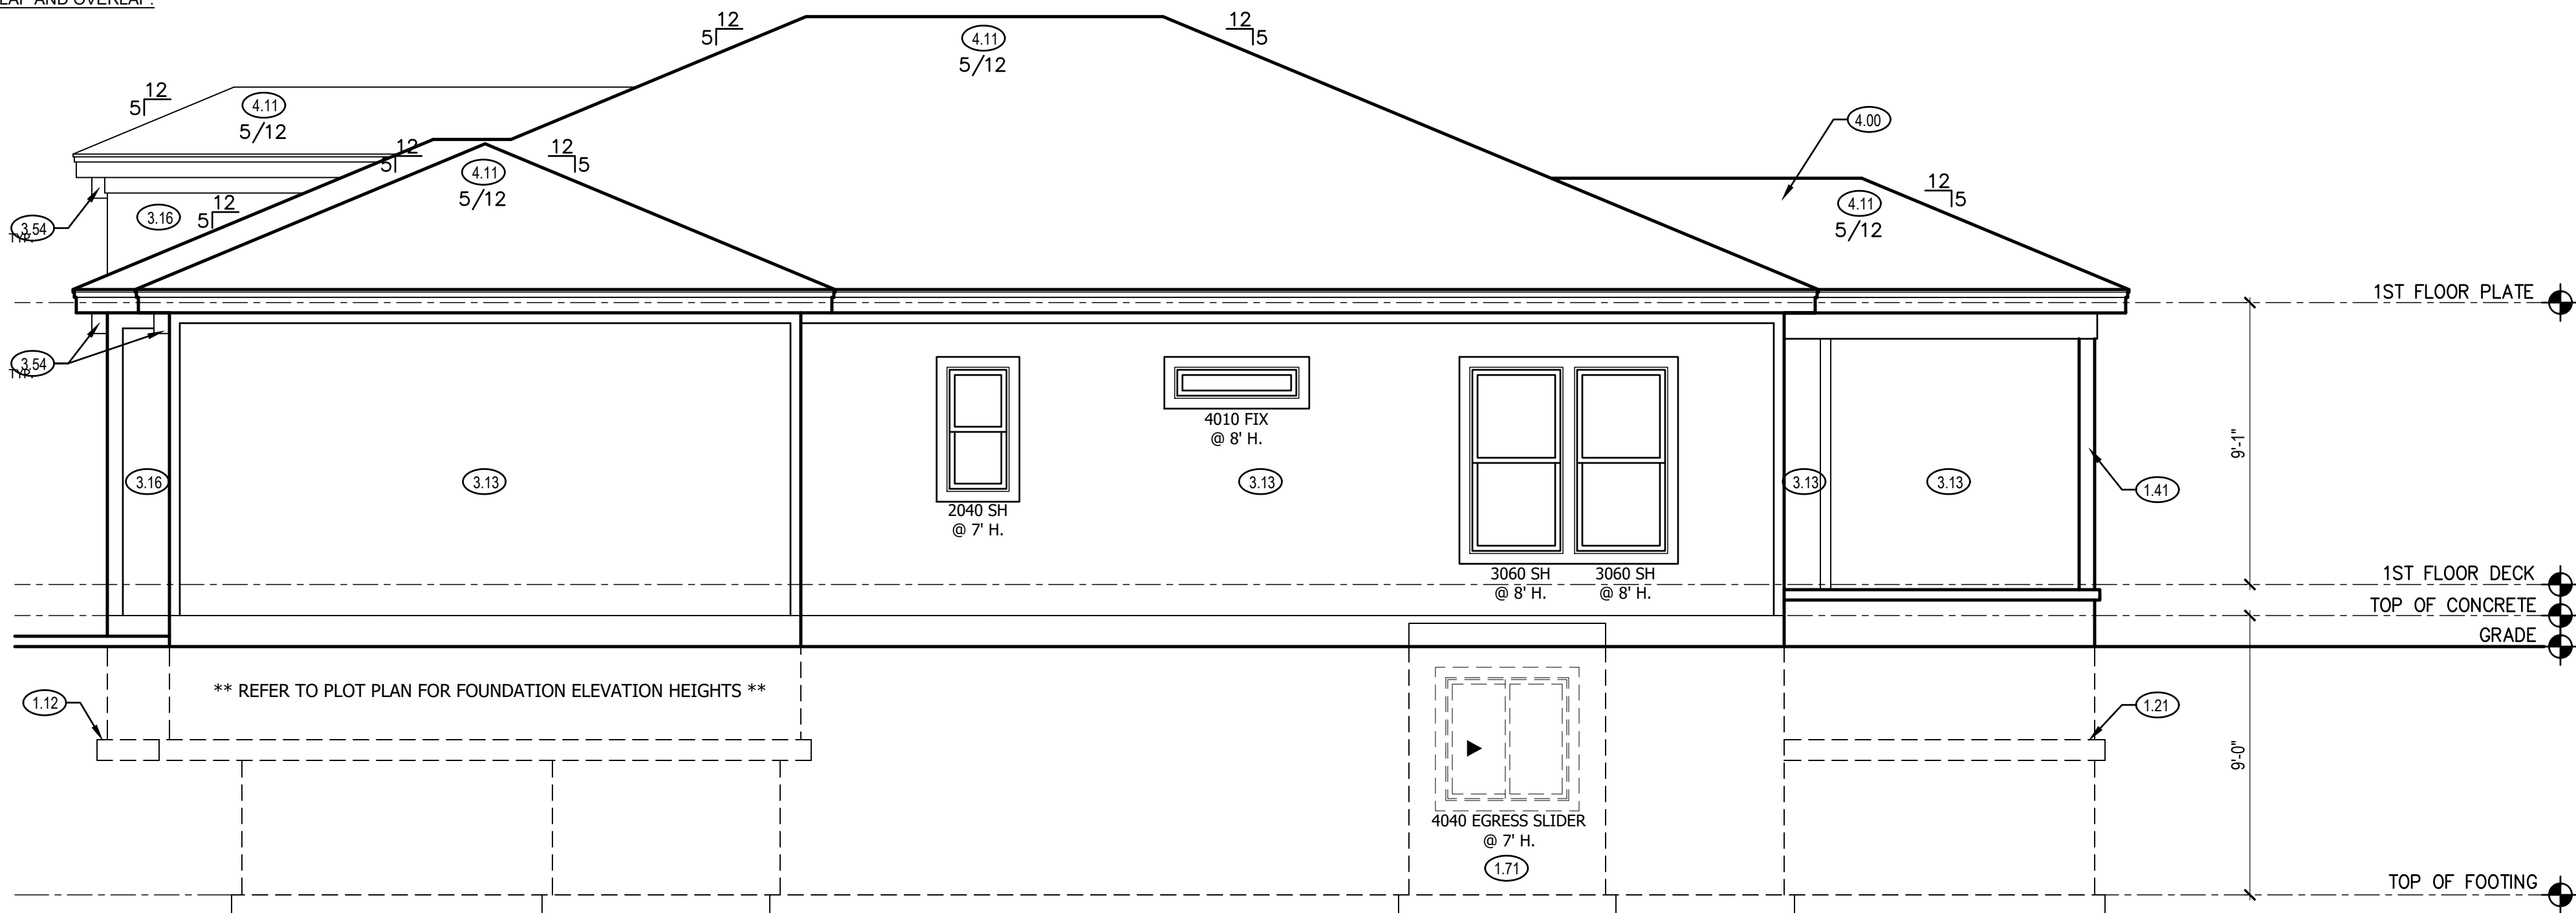 LAP AND OVERLAP.
12
5
12
5
4.11
5/12
12
5
4.11
5/12
4.00
12
5
12
5
4.11
5/12
12
5
4.11
5/12
12
5
3.16
3.54
TYP.
1ST FLOOR PLATE
3.54
TYP.
4010 FIX
@ 8' H.
9'-1"
3.16
3.13
3.13
3.13
3.13
1.41
2040 SH
@ 7' H.
3060 SH
@ 8' H.
3060 SH
@ 8' H.
1ST FLOOR DECK
TOP OF CONCRETE
GRADE
** REFER TO PLOT PLAN FOR FOUNDATION ELEVATION HEIGHTS **
1.12
1.21
9'-0"
4040 EGRESS SLIDER
@ 7' H.
1.71
TOP OF FOOTING